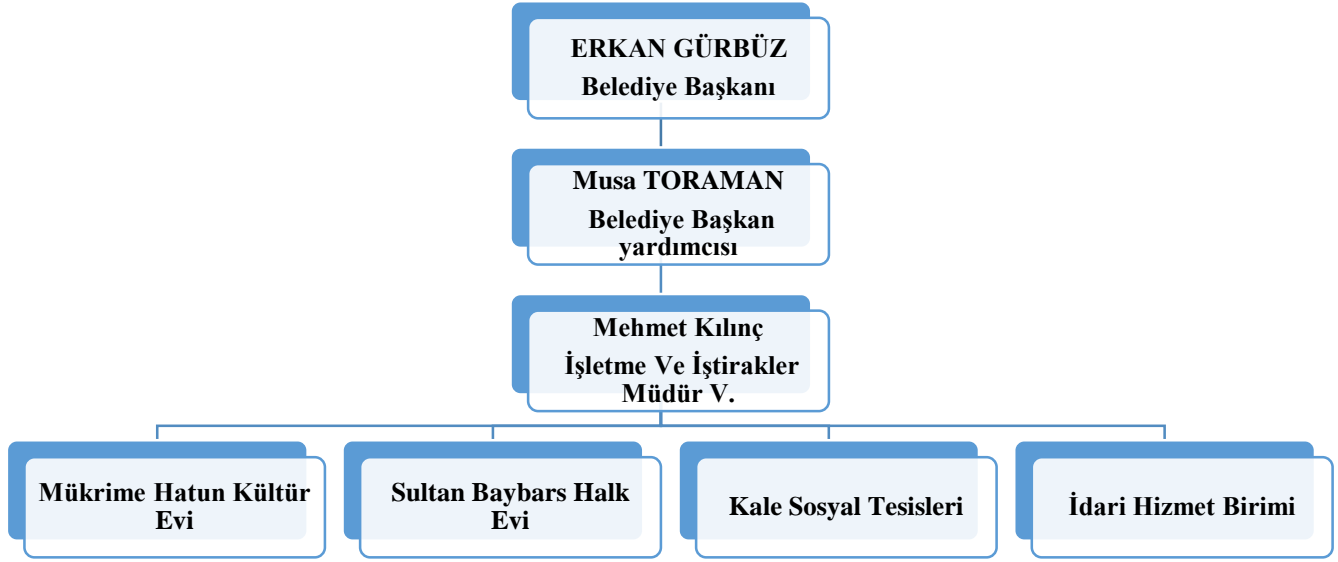 ERKAN GÜRBÜZ
Belediye Başkanı
Musa TORAMAN
Belediye Başkan
yardımcısı
Mehmet Kılınç
İşletme Ve İştirakler
Müdür V.
Mükrime Hatun Kültür
Evi
Sultan Baybars Halk
Evi
Kale Sosyal Tesisleri
İdari Hizmet Birimi